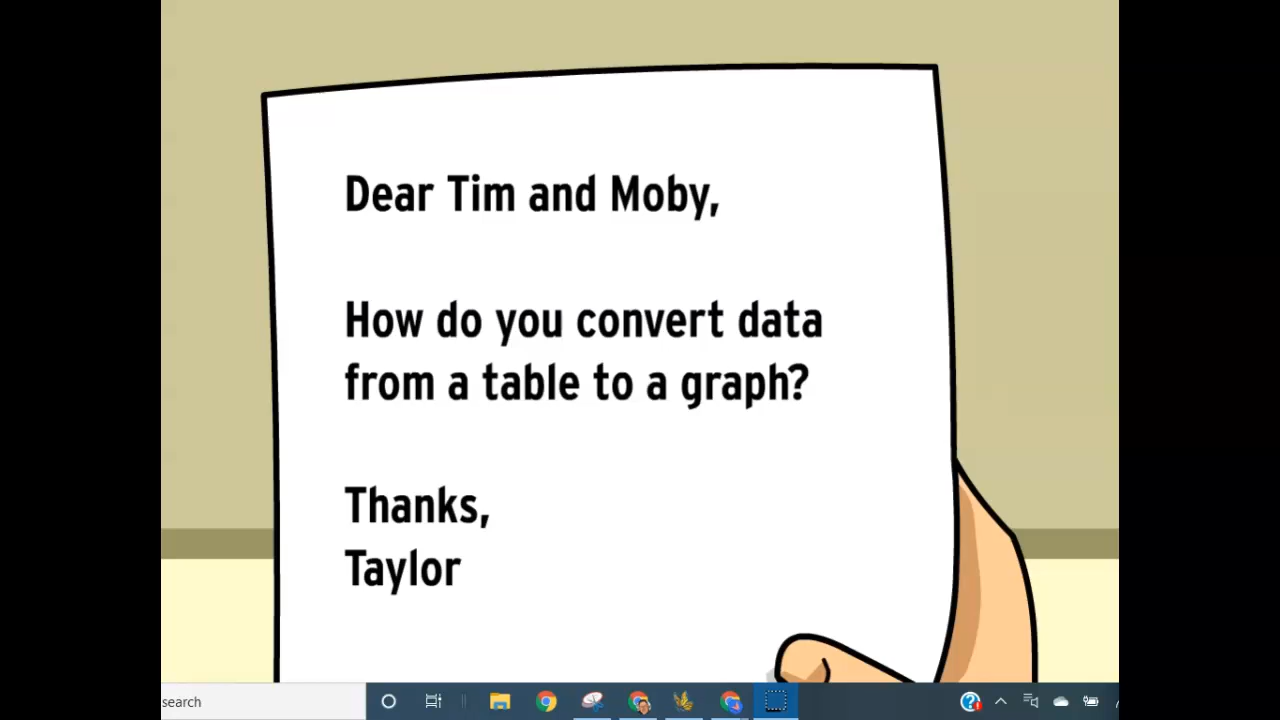 Dear Tim and Moby,
How do you convert data
from a table to a graph?
Thanks,
Taylor
search